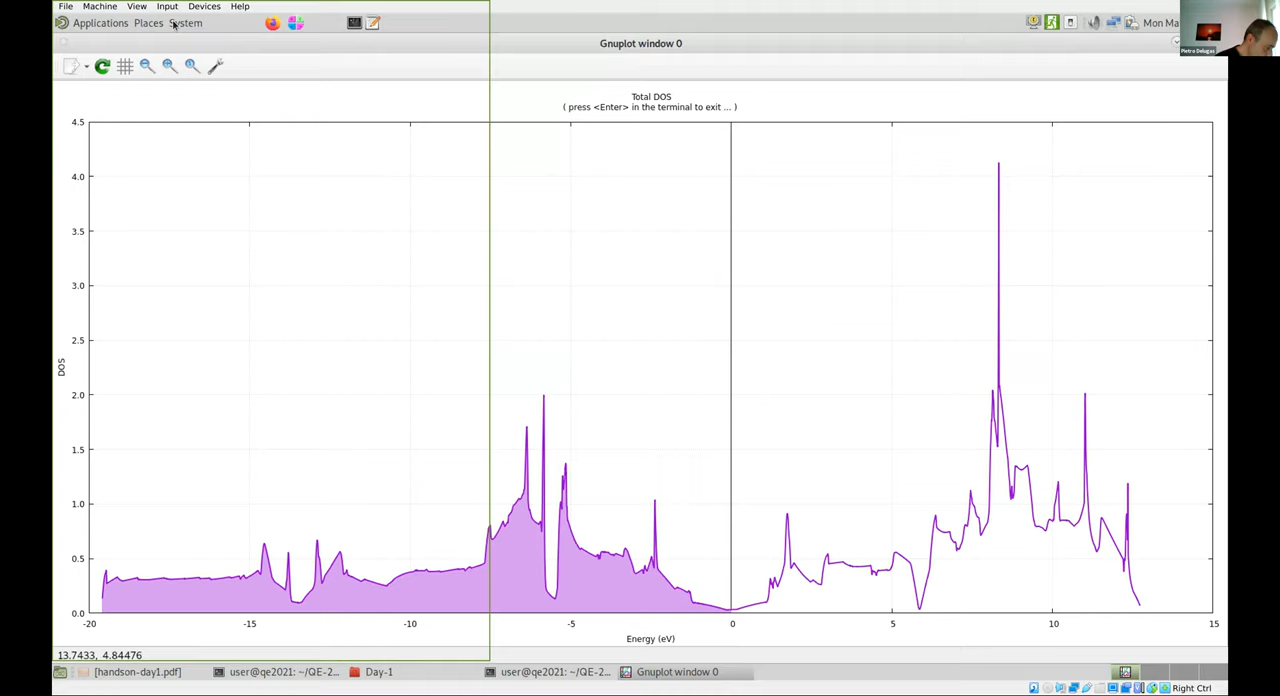 File Machine View Input Devices Help
Applications Places System
Mon Ma
Pietro Delugas
Gnuplot window 0
Total DOS
( press <Enter> in the terminal to exit ... )
4.5
4.0
3.5
3.0
2.5
2.0
1.5
1.0
0.5
0.0
DOS
-20 -15 -10 -5 0 5 10 15
Energy (eV)
13.7433, 4.84476
[handson-day1.pdf] user@qe2021: ~/QE-2... Day-1 user@qe2021: ~/QE-2... Gnuplot window 0
Right Ctrl